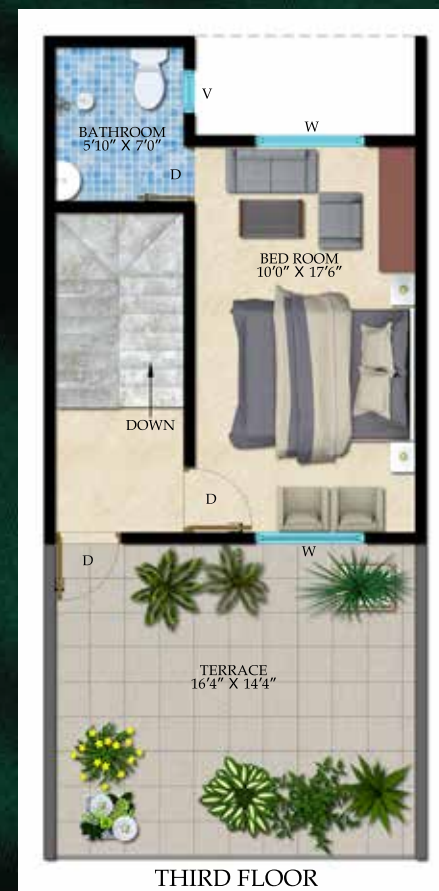 V
W
BATHROOM
5'10" X 7'0"
D
BED ROOM
10'0" X 17'6"
DOWN
D
D
W
TERRACE
16'4" X 14'4"
THIRD FLOOR